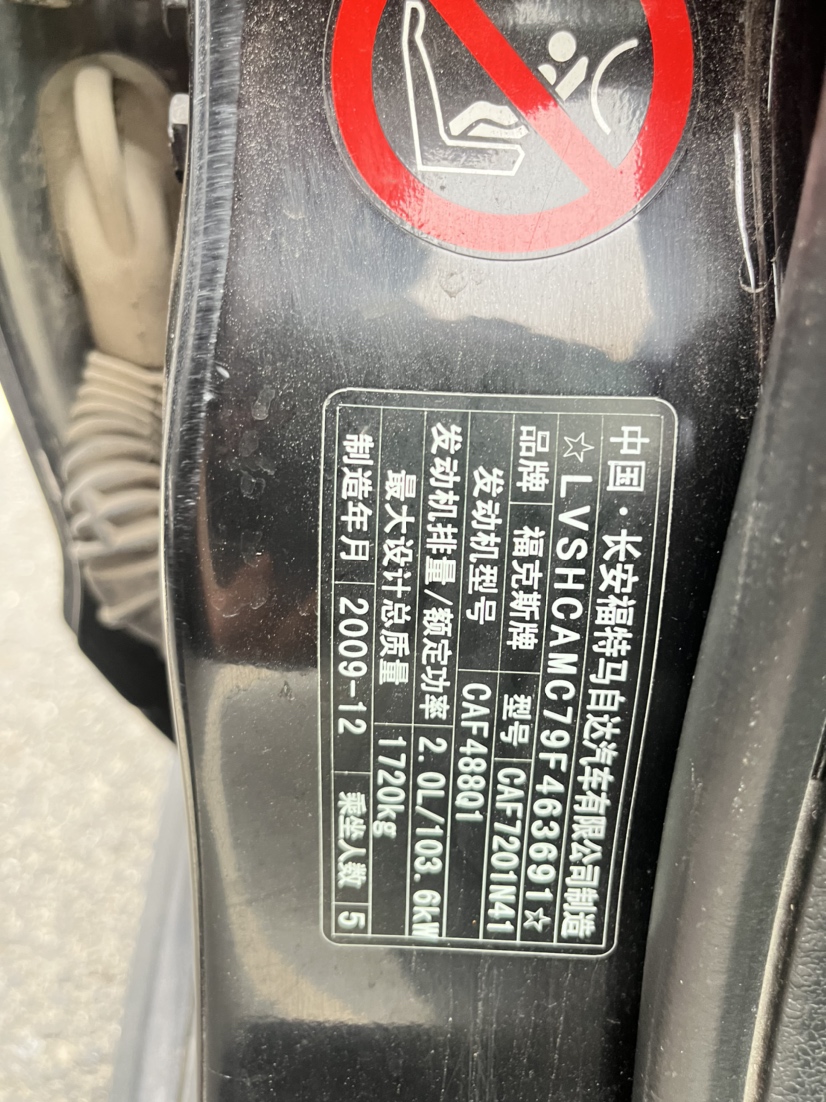 中国·长安福特马自达汽车有限公司制造
☆LVSHCAMC79F463691☆
品牌 福克斯牌 型号 CAF7201N41
发动机型号 CAF488Q1
发动机排量/额定功率 2.0L/103.6kW
最大设计总质量 1720kg
制造年月 2009-12 乘坐人数 5